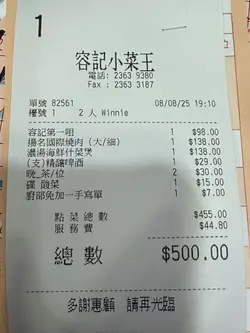 1
容記小菜王
電話: 2363 9380
Fax : 2363 3187
單號 82561 08/08/25 19:10
樓號 1 2 人 Winnie
容記第一咀 1 $98.00
揚名國際燒肉 (大/細) 1 $138.00
濃湯海鮮什菜煲 1 $138.00
(支)精釀啤酒 1 $29.00
晚_茶/位 2 $30.00
碟 酸菜 1 $15.00
廚部免加一手寫單 1 $7.00
點菜總數 $455.00
服務費 $44.80
總數 $500.00
多謝惠顧 請再光臨